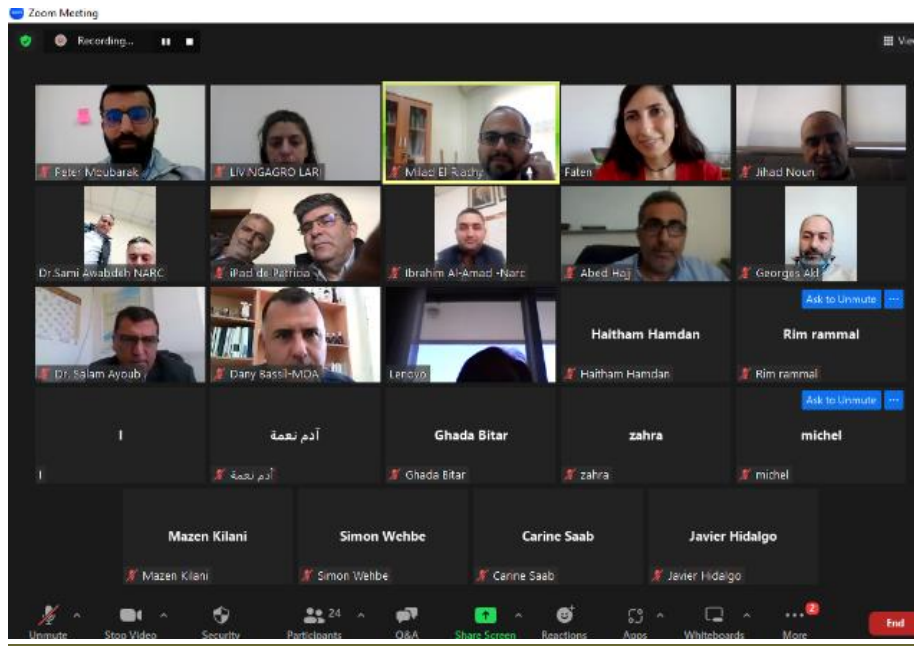 Zoom Meeting
Recording...
View
Peter Moubarak
LIVINGAGRO LARI
Milad El-Riachy
Faten
Jihad Noun
Dr.Sami Awabdeh NARC
iPad de Patricia
Ibrahim Al-Amad -Narc
Abed Hajj
Georges Akl
Ask to Unmute
...
Dr. Salam Ayoub
Dany Bassil-MOA
Lenovo
Haitham Hamdan
Haitham Hamdan
Rim rammal
Rim rammal
Ask to Unmute
...
I
I
آدم نعمة
آدم نعمة
Ghada Bitar
Ghada Bitar
zahra
zahra
michel
michel
Mazen Kilani
Mazen Kilani
Simon Wehbe
Simon Wehbe
Carine Saab
Carine Saab
Javier Hidalgo
Javier Hidalgo
Unmute
Stop Video
Security
24
Participants
Q&A
Share Screen
Reactions
Apps
Whiteboards
2
More
End